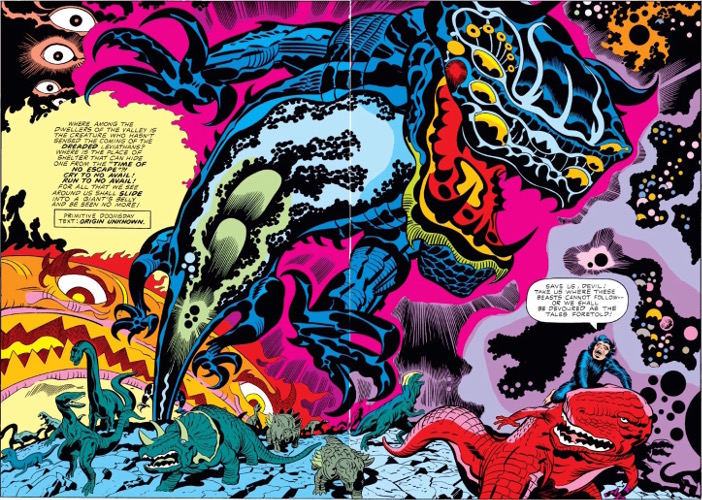 WHERE AMONG THE
DWELLERS OF THE VALLEY IS
THE CREATURE WHO HASN'T
SENSED THE COMING OF THE
DREADED LEVIATHANS?
WHERE IS THE PLACE OF
SHELTER THAT CAN HIDE
ONE FROM THE "TIME OF
NO ESCAPE"?!
CRY TO NO AVAIL!
RUN TO NO AVAIL!
FOR ALL THAT WE SEE
AROUND US SHALL SLIDE
INTO A GIANT'S BELLY
AND BE SEEN NO MORE!
PRIMITIVE DOOMSDAY
TEXT: ORIGIN UNKNOWN.
SAVE US, DEVIL!
TAKE US WHERE THESE
BEASTS CANNOT FOLLOW--
OR WE SHALL
BE DEVOURED AS THE
TALES FORETOLD!